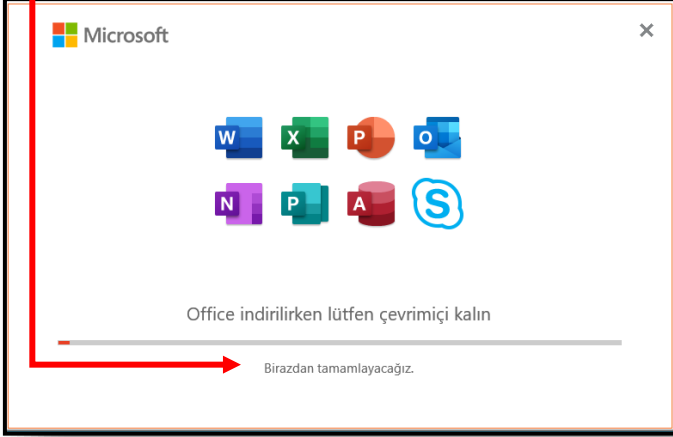 Microsoft
W X P O
N P A S
Office indirilirken lütfen çevrimiçi kalın
Birazdan tamamlayacağız.